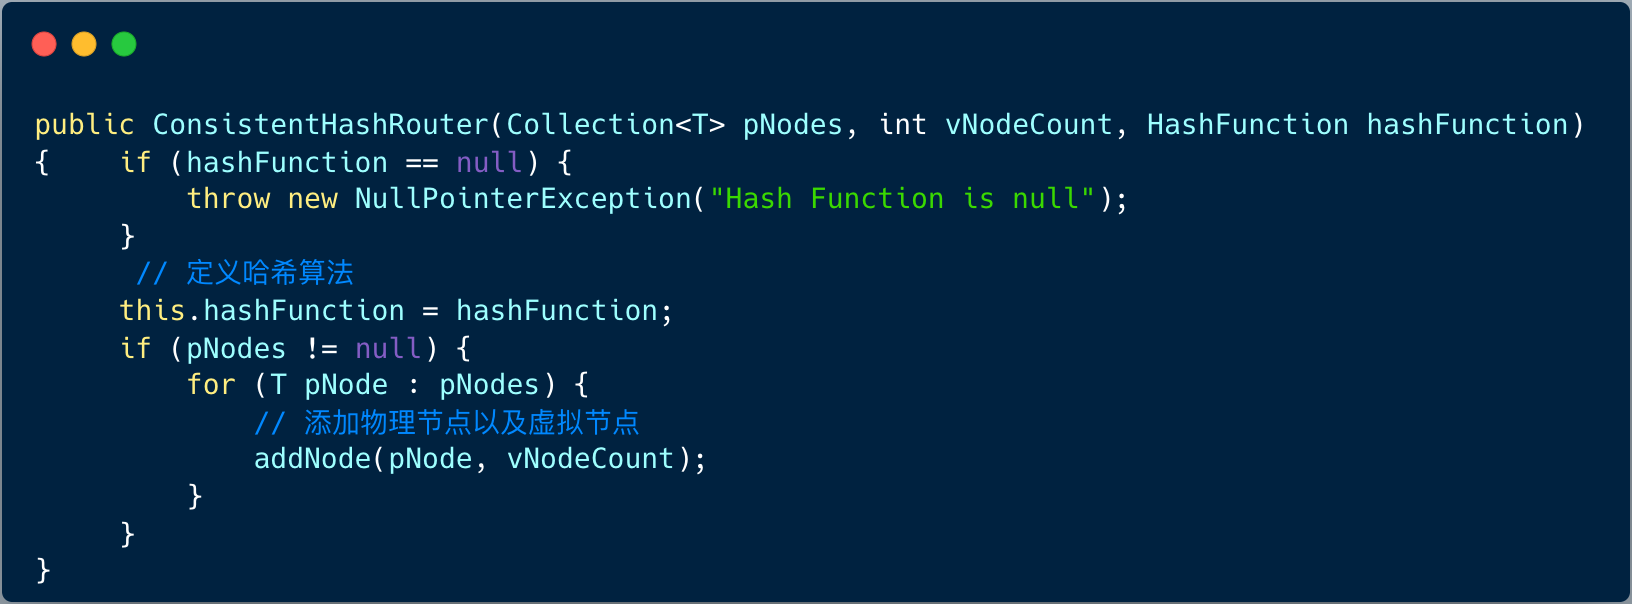 public ConsistentHashRouter(Collection<T> pNodes, int vNodeCount, HashFunction hashFunction)
{    if (hashFunction == null) {
         throw new NullPointerException("Hash Function is null");
     }
      // 定义哈希算法
     this.hashFunction = hashFunction;
     if (pNodes != null) {
         for (T pNode : pNodes) {
             // 添加物理节点以及虚拟节点
             addNode(pNode, vNodeCount);
         }
     }
}